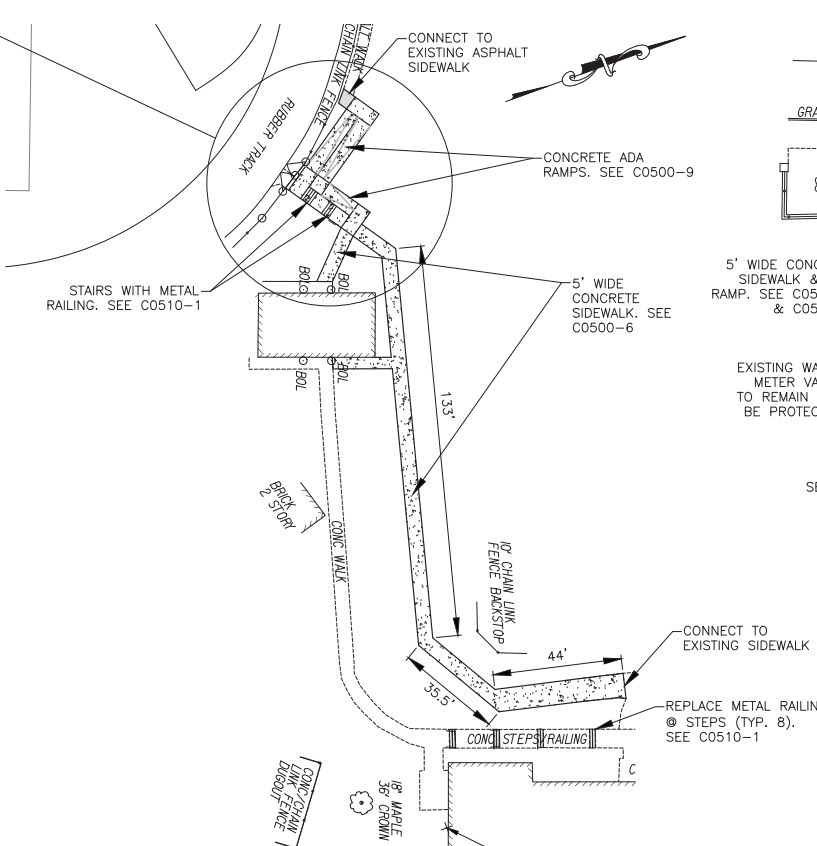 CONNECT TO
EXISTING ASPHALT
SIDEWALK
WALK
CHAIN LINK FENCE
RUBBER TRACK
CONCRETE ADA
RAMPS. SEE C0500-9
STAIRS WITH METAL
RAILING. SEE C0510-1
BOL
BOL
5' WIDE
CONCRETE
SIDEWALK. SEE
C0500-6
5' WIDE CONC
SIDEWALK &
RAMP. SEE C05
& C05
BOL
BOL
133'
EXISTING WA
METER VA
TO REMAIN
BE PROTEC
BRICK
2 STORY
CONC WALK
10' CHAIN LINK
FENCE BACKSTOP
CONNECT TO
EXISTING SIDEWALK
44'
35.5'
REPLACE METAL RAILIN
@ STEPS (TYP. 8).
SEE C0510-1
CONC STEPS/RAILING
CONC/CHAIN
LINK FENCE
DUGOUT
18" MAPLE
36' CROWN
GRA
SE
C